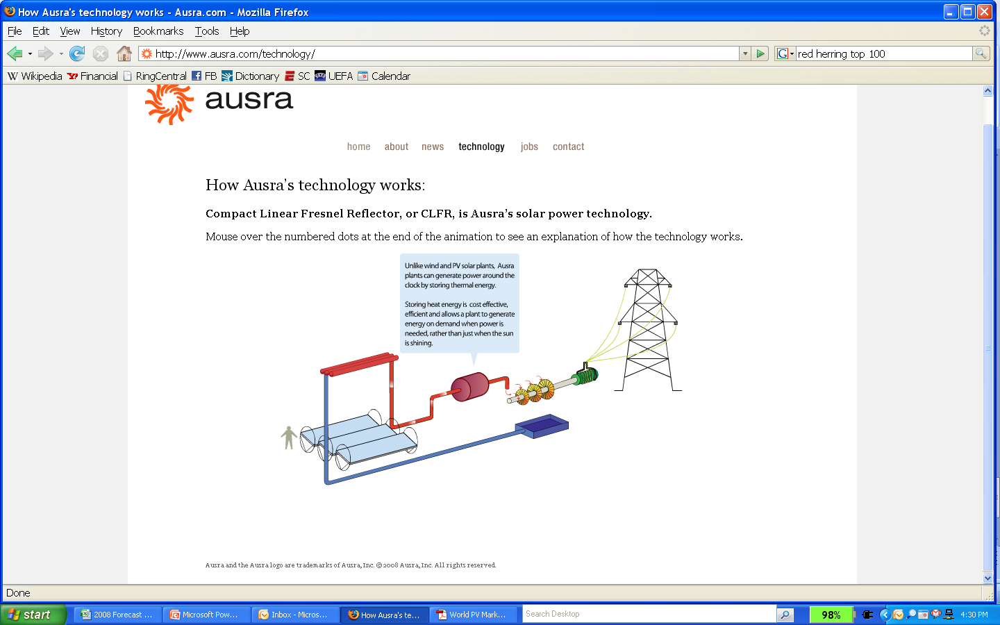 How Ausra's technology works - Ausra.com - Mozilla Firefox
File Edit View History Bookmarks Tools Help
http://www.ausra.com/technology/
G red herring top 100
W Wikipedia Financial RingCentral FB Dictionary SC UEFA Calendar
ausra
home about news technology jobs contact
How Ausra's technology works:
Compact Linear Fresnel Reflector, or CLFR, is Ausra's solar power technology.
Mouse over the numbered dots at the end of the animation to see an explanation of how the technology works.
Unlike wind and PV solar plants, Ausra
plants can generate power around the
clock by storing thermal energy.
Storing heat energy is cost effective,
efficient and allows a plant to generate
energy on demand when power is
needed, rather than just when the sun
is shining.
Ausra and the Ausra logo are trademarks of Ausra, Inc. © 2008 Ausra, Inc. All rights reserved.
Done
start 2008 Forecast ... Microsoft Pow... Inbox - Micros... How Ausra's te... World PV Mark... Search Desktop 98% 4:30 PM